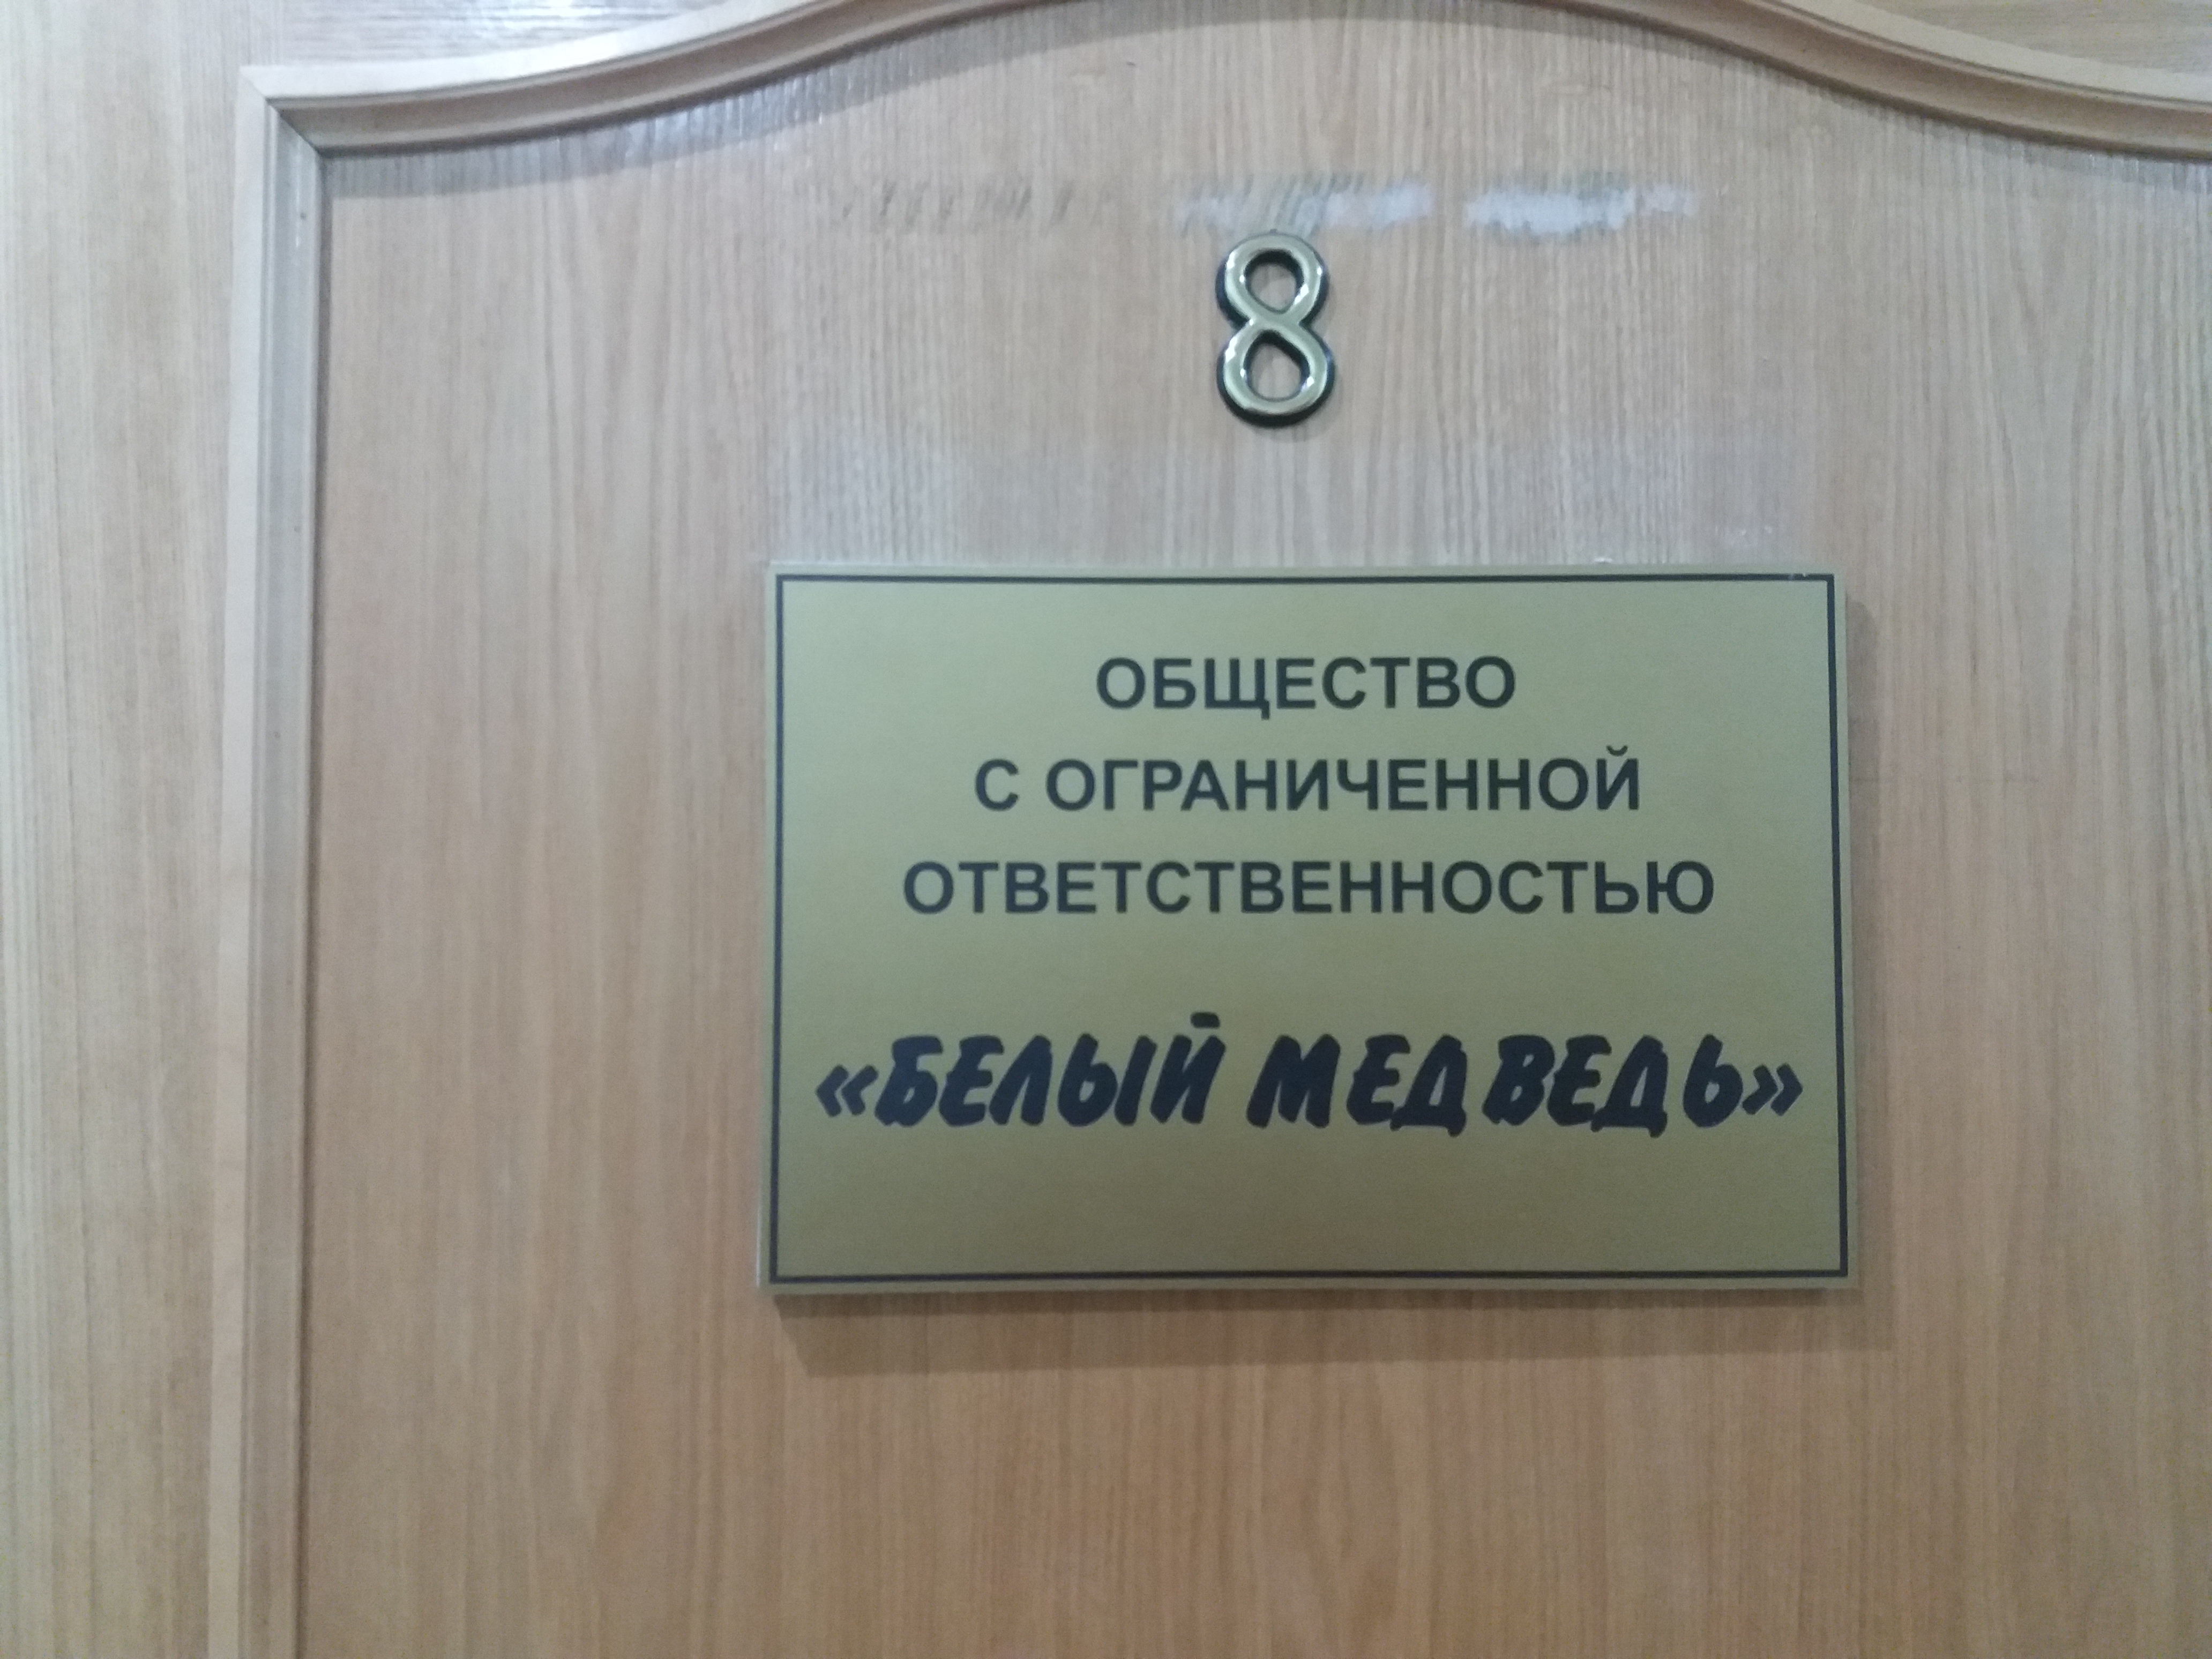 8
ОБЩЕСТВО
С ОГРАНИЧЕННОЙ
ОТВЕТСТВЕННОСТЬЮ
«БЕЛЫЙ МЕДВЕДЬ»